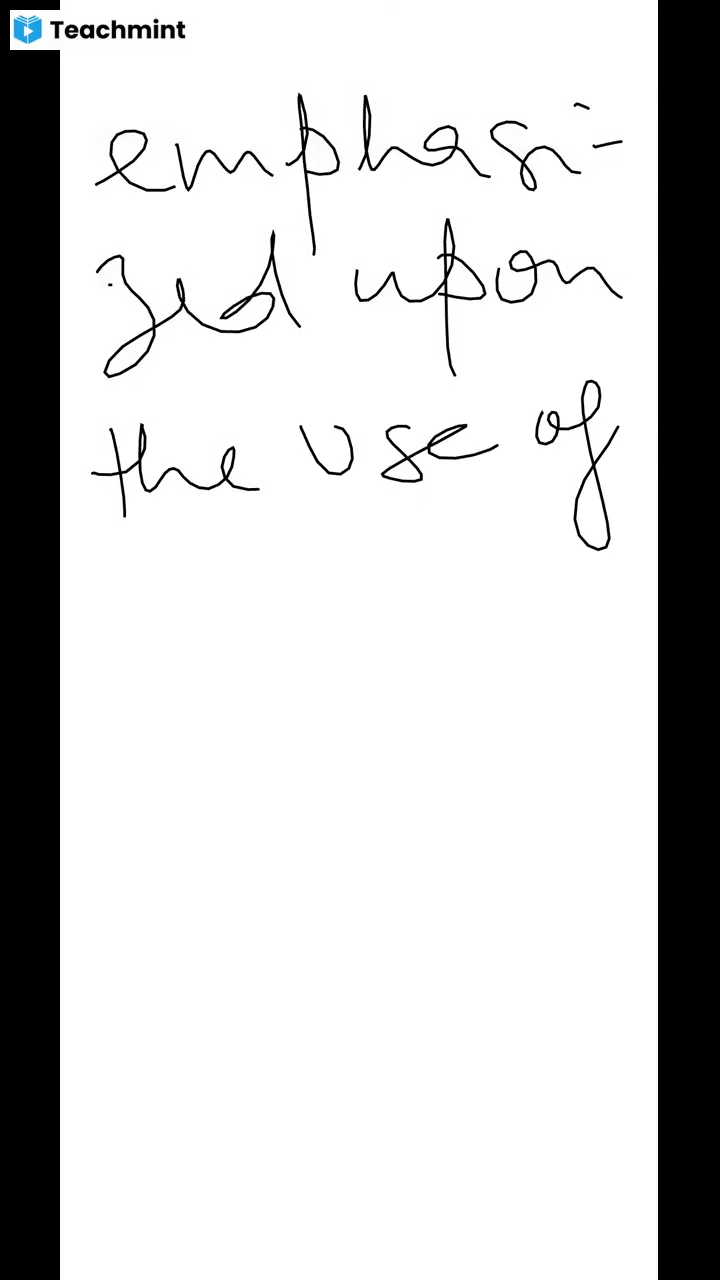 Teachmint
emphasi-
zed upon
the use of